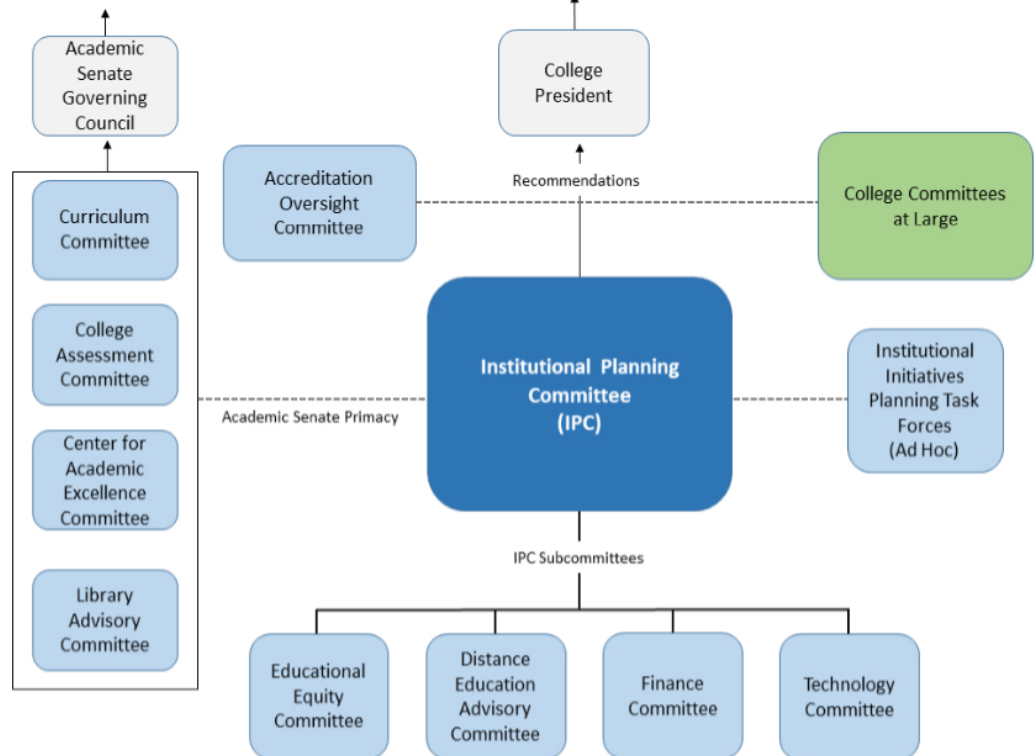 Academic
Senate
Governing
Council
College
President
Recommendations
Accreditation
Oversight
Committee
College Committees
at Large
Curriculum
Committee
College
Assessment
Committee
Center for
Academic
Excellence
Committee
Library
Advisory
Committee
Academic Senate Primacy
Institutional Planning
Committee
(IPC)
Institutional
Initiatives
Planning Task
Forces
(Ad Hoc)
IPC Subcommittees
Educational
Equity
Committee
Distance
Education
Advisory
Committee
Finance
Committee
Technology
Committee